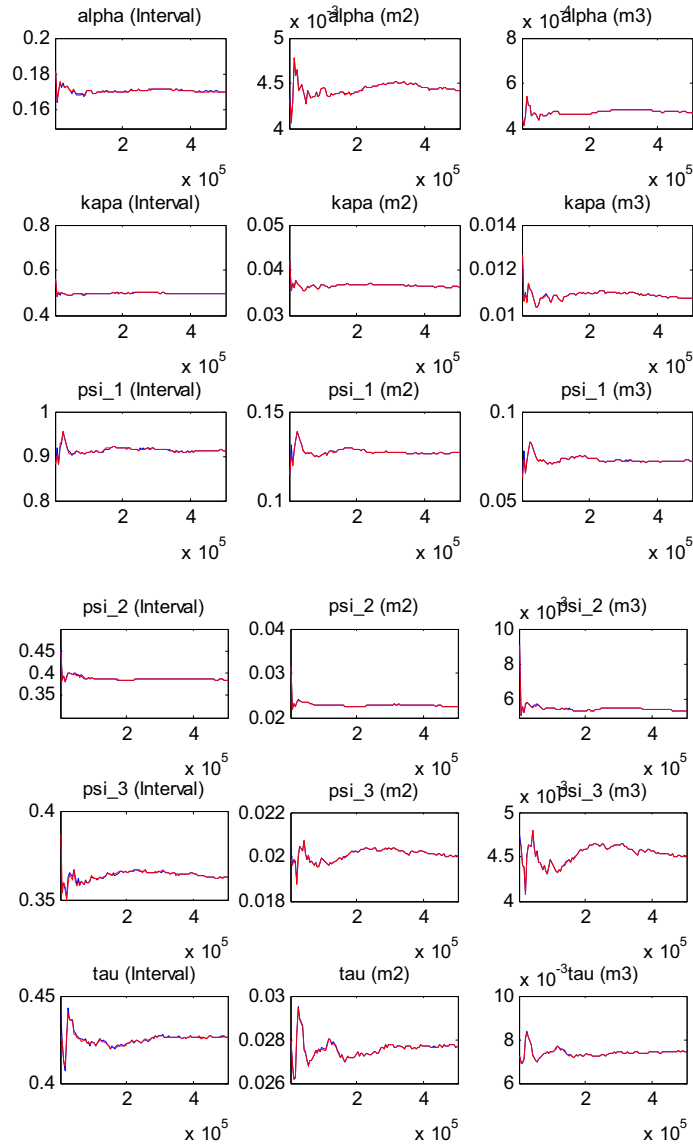 alpha (Interval)
0.2
0.18
0.16
2 4
x 10^5
x 10^-3 alpha (m2)
5
4.5
4
2 4
x 10^5
x 10^-4 alpha (m3)
8
6
4
2 4
x 10^5
kapa (Interval)
0.8
0.6
0.4
2 4
x 10^5
kapa (m2)
0.05
0.04
0.03
2 4
x 10^5
kapa (m3)
0.014
0.011
0.01
2 4
x 10^5
psi_1 (Interval)
1
0.9
0.8
2 4
x 10^5
psi_1 (m2)
0.15
0.1
2 4
x 10^5
psi_1 (m3)
0.1
0.05
2 4
x 10^5
psi_2 (Interval)
0.45
0.4
0.35
2 4
x 10^5
psi_2 (m2)
0.04
0.03
0.02
2 4
x 10^5
x 10^-3 psi_2 (m3)
10
8
6
2 4
x 10^5
psi_3 (Interval)
0.4
0.35
2 4
x 10^5
psi_3 (m2)
0.022
0.02
0.018
2 4
x 10^5
x 10^-3 psi_3 (m3)
5
4.5
4
2 4
x 10^5
tau (Interval)
0.45
0.4
2 4
x 10^5
tau (m2)
0.03
0.028
0.026
2 4
x 10^5
x 10^-3 tau (m3)
10
8
6
2 4
x 10^5